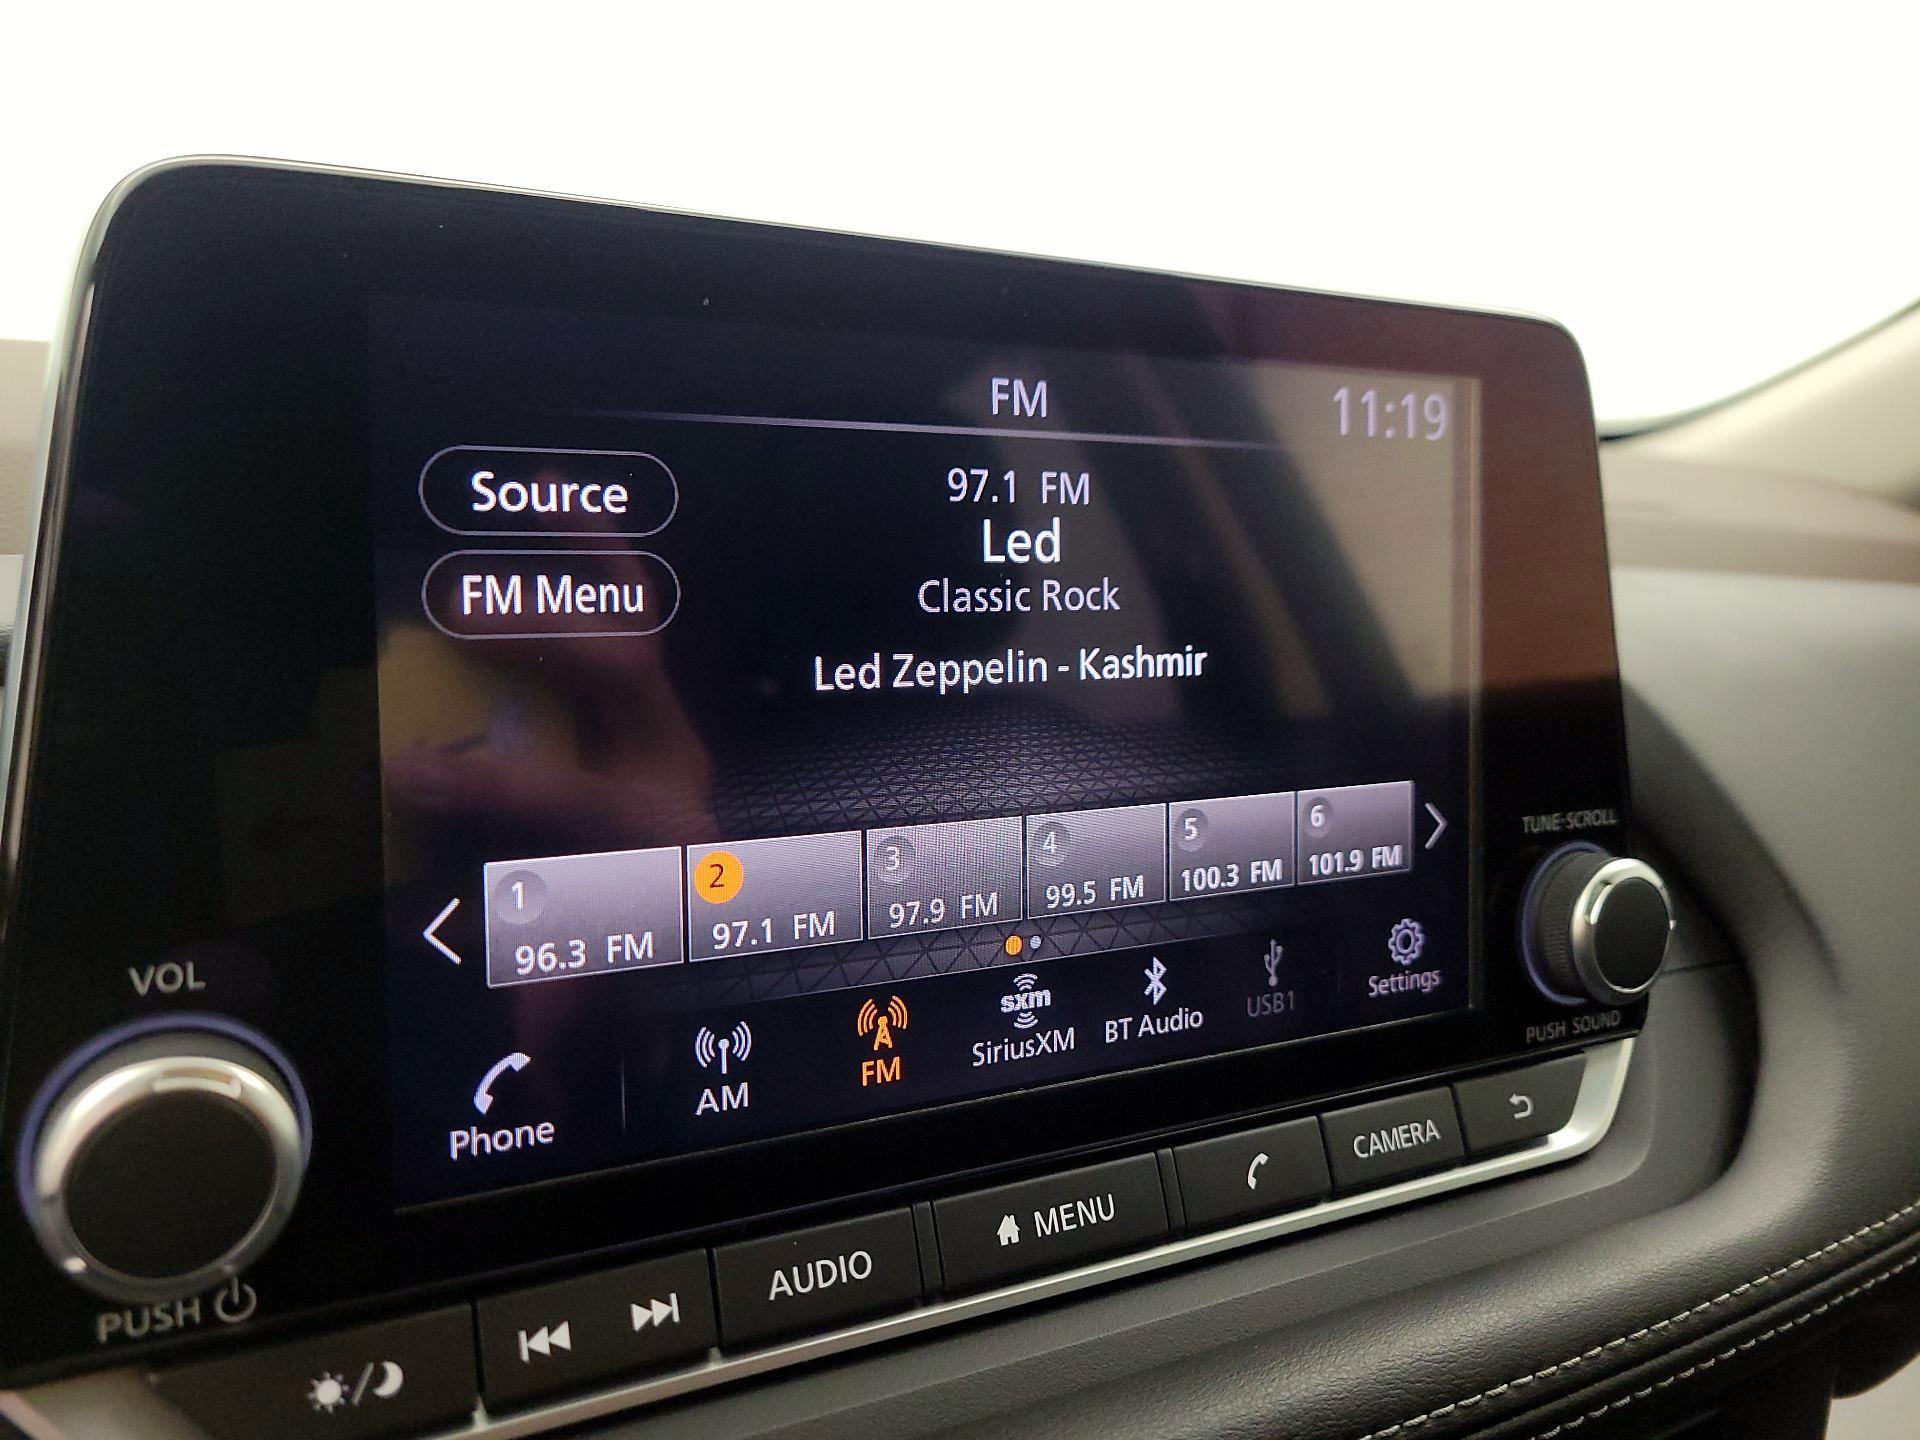 FM
11:19
Source
97.1 FM
Led
FM Menu
Classic Rock
Led Zeppelin - Kashmir
1
96.3 FM
2
97.1 FM
3
97.9 FM
4
99.5 FM
5
100.3 FM
6
101.9 FM
Phone
AM
FM
sxm
SiriusXM
BT Audio
USB1
Settings
VOL
PUSH
TUNE-SCROLL
PUSH SOUND
AUDIO
MENU
CAMERA